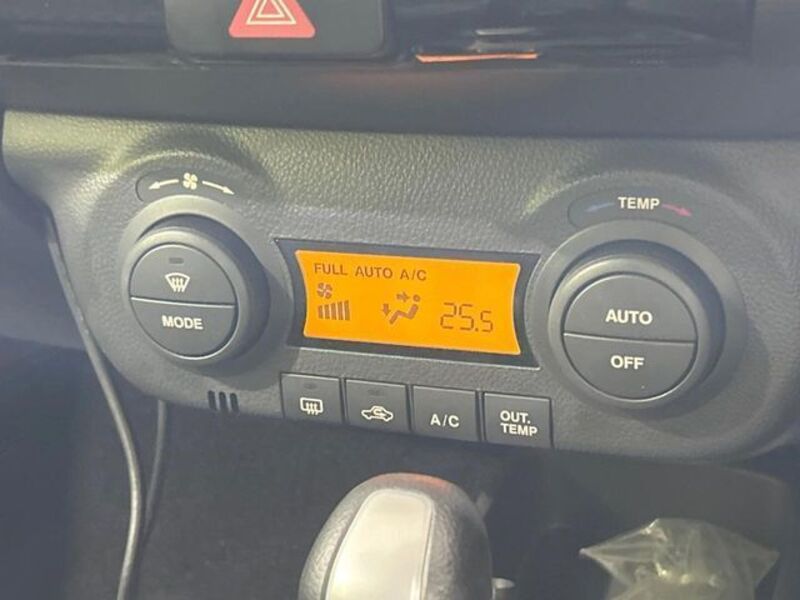 TEMP
FULL AUTO A/C
25.5
MODE
AUTO
OFF
A/C
OUT.
TEMP